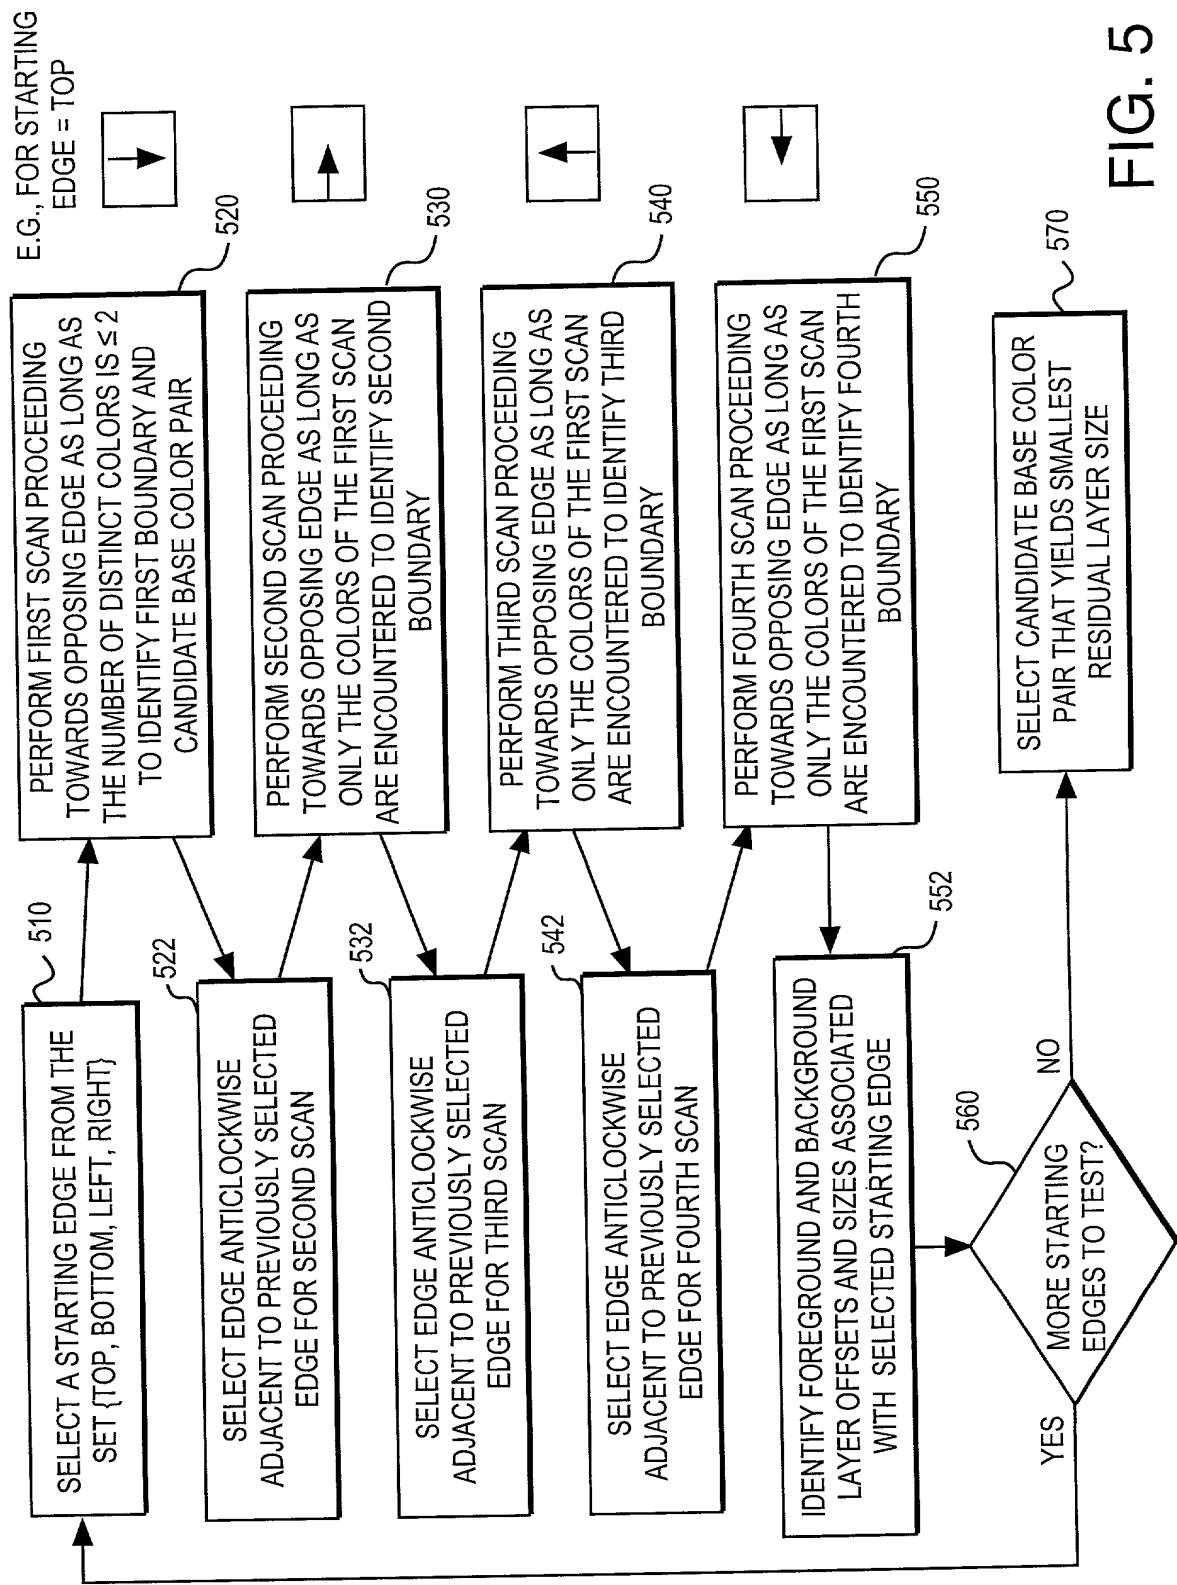 E.G., FOR STARTING
EDGE = TOP
510
SELECT A STARTING EDGE FROM THE
SET {TOP, BOTTOM, LEFT, RIGHT}
520
PERFORM FIRST SCAN PROCEEDING
TOWARDS OPPOSING EDGE AS LONG AS
THE NUMBER OF DISTINCT COLORS IS ≤ 2
TO IDENTIFY FIRST BOUNDARY AND
CANDIDATE BASE COLOR PAIR
522
SELECT EDGE ANTICLOCKWISE
ADJACENT TO PREVIOUSLY SELECTED
EDGE FOR SECOND SCAN
530
PERFORM SECOND SCAN PROCEEDING
TOWARDS OPPOSING EDGE AS LONG AS
ONLY THE COLORS OF THE FIRST SCAN
ARE ENCOUNTERED TO IDENTIFY SECOND
BOUNDARY
532
SELECT EDGE ANTICLOCKWISE
ADJACENT TO PREVIOUSLY SELECTED
EDGE FOR THIRD SCAN
540
PERFORM THIRD SCAN PROCEEDING
TOWARDS OPPOSING EDGE AS LONG AS
ONLY THE COLORS OF THE FIRST SCAN
ARE ENCOUNTERED TO IDENTIFY THIRD
BOUNDARY
542
SELECT EDGE ANTICLOCKWISE
ADJACENT TO PREVIOUSLY SELECTED
EDGE FOR FOURTH SCAN
550
PERFORM FOURTH SCAN PROCEEDING
TOWARDS OPPOSING EDGE AS LONG AS
ONLY THE COLORS OF THE FIRST SCAN
ARE ENCOUNTERED TO IDENTIFY FOURTH
BOUNDARY
552
IDENTIFY FOREGROUND AND BACKGROUND
LAYER OFFSETS AND SIZES ASSOCIATED
WITH SELECTED STARTING EDGE
560
MORE STARTING
EDGES TO TEST?
YES
NO
570
SELECT CANDIDATE BASE COLOR
PAIR THAT YIELDS SMALLEST
RESIDUAL LAYER SIZE
FIG. 5